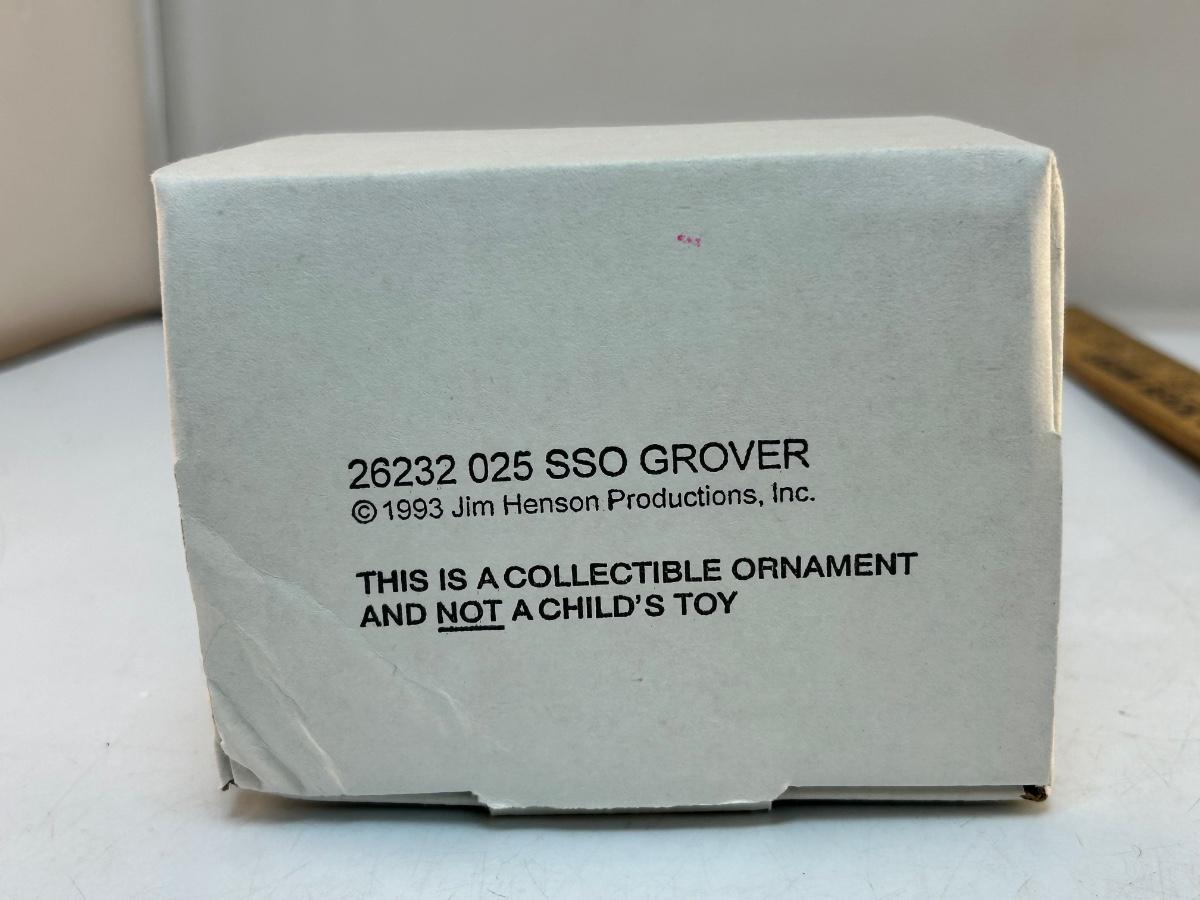 26232 025 SSO GROVER
©1993 Jim Henson Productions, Inc.
THIS IS A COLLECTIBLE ORNAMENT
AND NOT A CHILD'S TOY